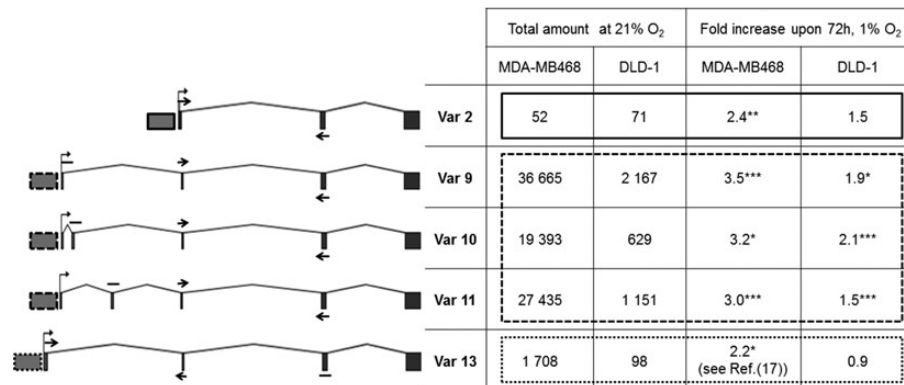 Total amount at 21% O2 Fold increase upon 72h, 1% O2
MDA-MB468 DLD-1 MDA-MB468 DLD-1
Var 2 52 71 2.4** 1.5
Var 9 36 665 2 167 3.5*** 1.9*
Var 10 19 393 629 3.2* 2.1***
Var 11 27 435 1 151 3.0*** 1.5***
Var 13 1 708 98 2.2* (see Ref.(17)) 0.9